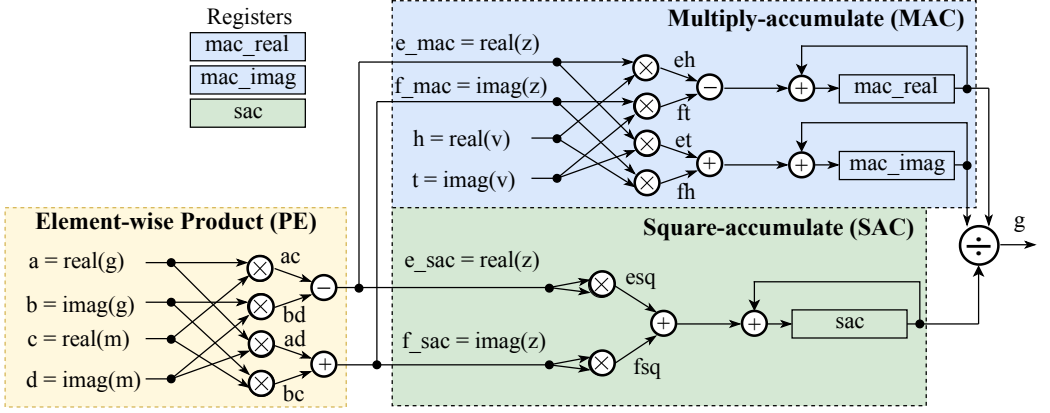 Registers
mac_real
mac_imag
sac
Multiply-accumulate (MAC)
e_mac = real(z)
f_mac = imag(z)
h = real(v)
t = imag(v)
×
×
×
×
eh
ft
et
fh
−
+
+
+
mac_real
mac_imag
Element-wise Product (PE)
a = real(g)
b = imag(g)
c = real(m)
d = imag(m)
×
×
×
×
ac
bd
ad
bc
−
+
Square-accumulate (SAC)
e_sac = real(z)
f_sac = imag(z)
×
×
esq
fsq
+
+
sac
÷
g